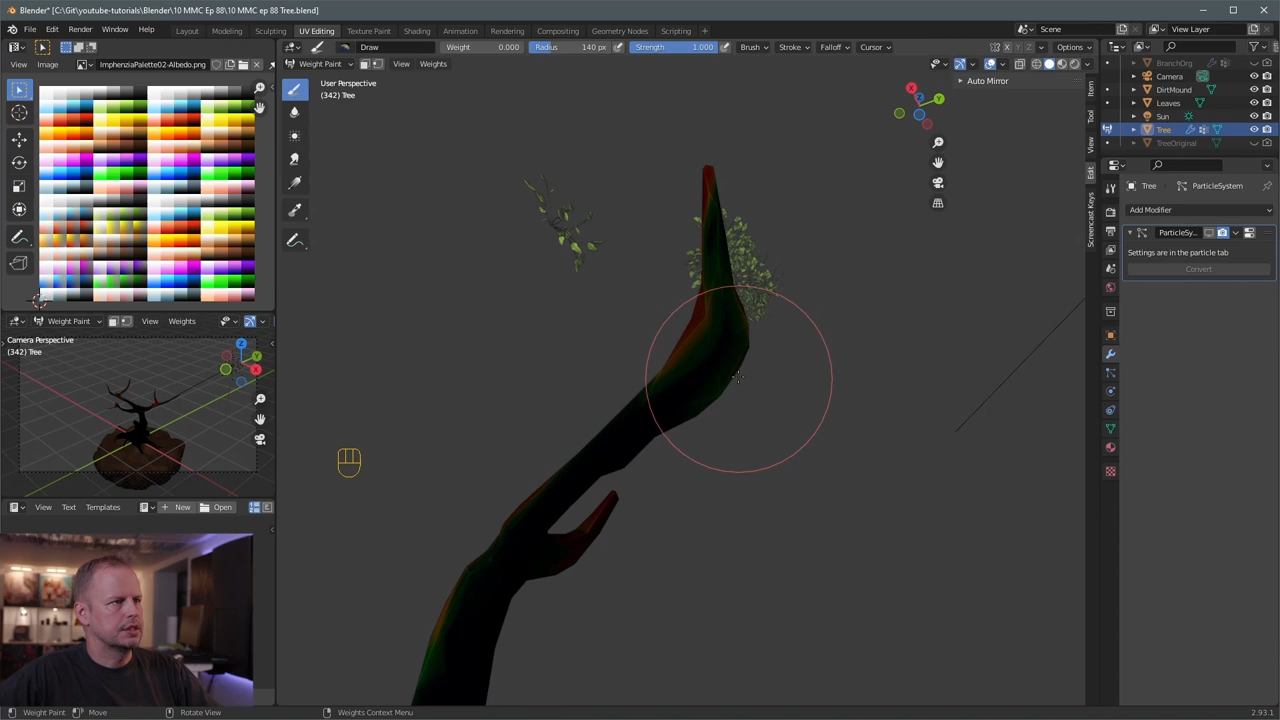 Blender* [C:\Git\youtube-tutorials\Blender\10 MMC Ep 88\10 MMC ep 88 Tree.blend]
File Edit Render Window Help Layout Modeling Sculpting UV Editing Texture Paint Shading Animation Rendering Compositing Geometry Nodes Scripting + Scene View Layer
Draw Weight 0.000 Radius 140 px Strength 1.000 Brush Stroke Falloff Cursor X Y Z Options
View Image ImphenziaPalette02-Albedo.png
Weight Paint View Weights
User Perspective
(342) Tree
Auto Mirror
Item
Tool
View
Edit
Screencast Keys
BranchOrg
Camera
DirtMound
Leaves
Sun
Tree
TreeOriginal
Tree ParticleSystem
Add Modifier
ParticleSy...
Settings are in the particle tab
Convert
Weight Paint View Weights
Camera Perspective
(342) Tree
View Text Templates + New Open
Weight Paint Move Rotate View Weights Context Menu 2.93.1